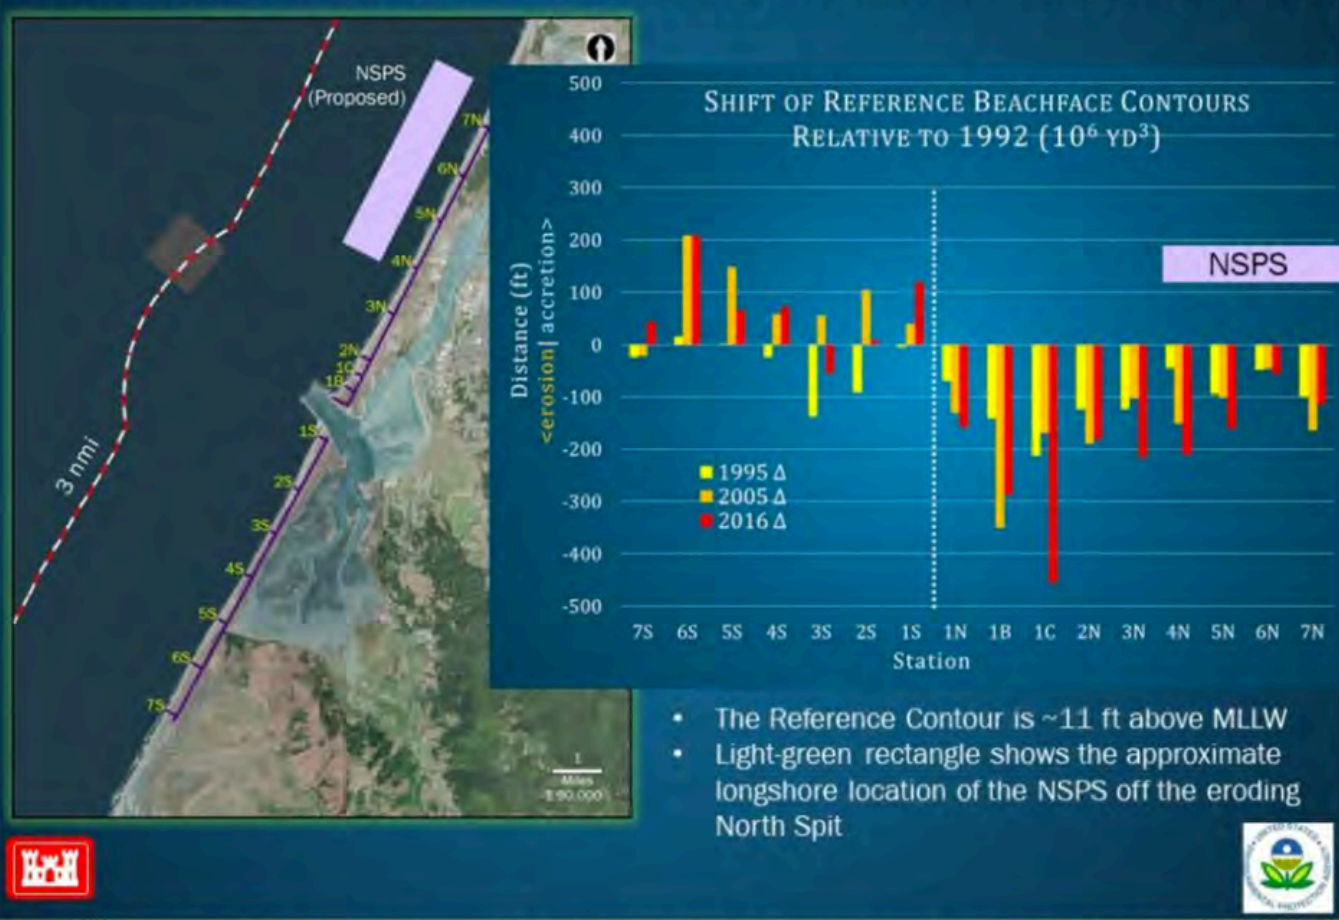 NSPS
(Proposed)
7N
6N
5N
4N
3N
2N
1C
1B
1S
2S
3S
4S
5S
6S
7S
3 nmi
1
Miles
1:90,000
SHIFT OF REFERENCE BEACHFACE CONTOURS
RELATIVE TO 1992 (10⁶ YD³)
Distance (ft)
<erosion| accretion>
500
400
300
200
100
0
-100
-200
-300
-400
-500
NSPS
1995 Δ
2005 Δ
2016 Δ
7S 6S 5S 4S 3S 2S 1S 1N 1B 1C 2N 3N 4N 5N 6N 7N
Station
• The Reference Contour is ~11 ft above MLLW
• Light-green rectangle shows the approximate
longshore location of the NSPS off the eroding
North Spit
UNITED STATES